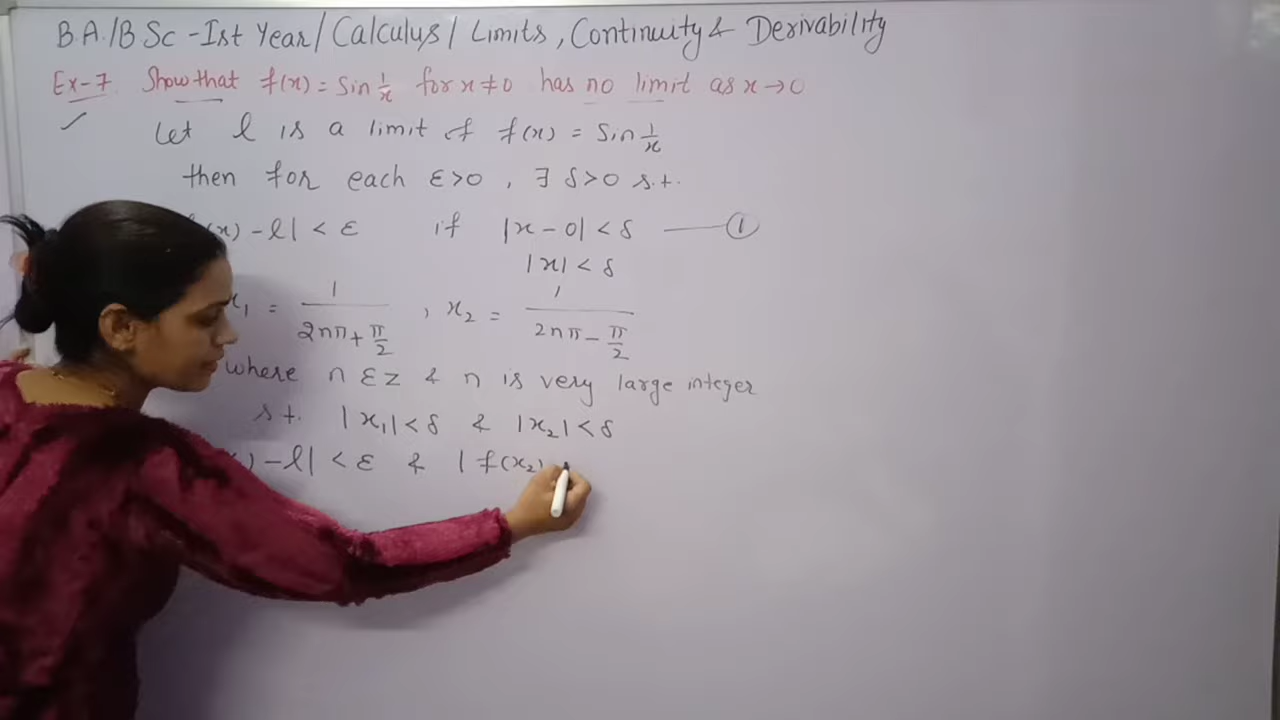 B.A./B Sc - Ist Year / Calculus / Limits, Continuity & Derivability
Ex-7 Show that f(x) = Sin 1/x for x ≠ 0 has no limit as x → 0
Let l is a limit of f(x) = Sin 1/x
then for each ε>0, ∃ δ>0 s.t.
(x) - l| < ε if |x - 0| < δ —— ①
|x| < δ
x₁ = 1/(2nπ + π/2), x₂ = 1/(2nπ - π/2)
where n ε z & n is very large integer
s.t. |x₁| < δ & |x₂| < δ
) - l| < ε & | f(x₂)